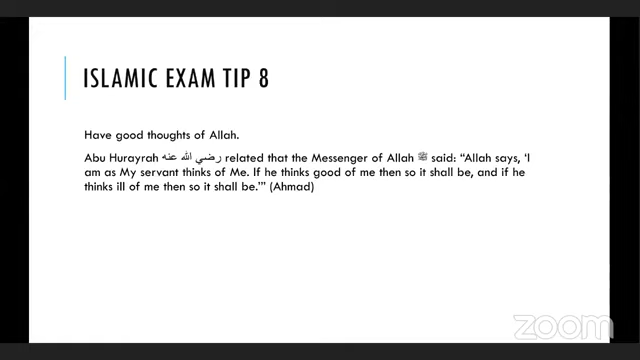 ISLAMIC EXAM TIP 8
Have good thoughts of Allah.
Abu Hurayrah رضي الله عنه related that the Messenger of Allah ﷺ said: “Allah says, ‘I
am as My servant thinks of Me. If he thinks good of me then so it shall be, and if he
thinks ill of me then so it shall be.’” (Ahmad)
zoom